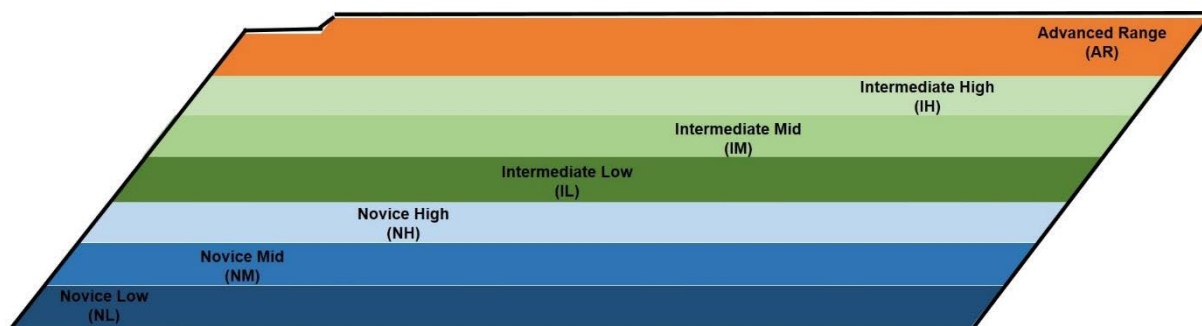 Advanced Range
(AR)
Intermediate High
(IH)
Intermediate Mid
(IM)
Intermediate Low
(IL)
Novice High
(NH)
Novice Mid
(NM)
Novice Low
(NL)